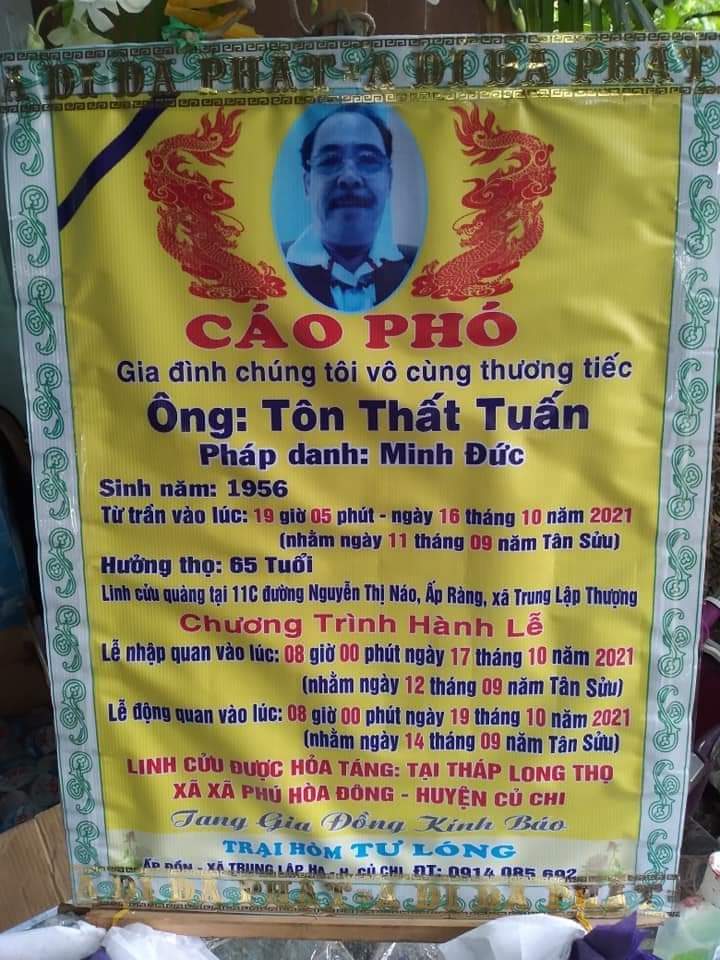 A DI ĐÀ PHẬT - A DI ĐÀ PHẬT
CÁO PHÓ
Gia đình chúng tôi vô cùng thương tiếc
Ông: Tôn Thất Tuấn
Pháp danh: Minh Đức
Sinh năm: 1956
Từ trần vào lúc: 19 giờ 05 phút - ngày 16 tháng 10 năm 2021
(nhằm ngày 11 tháng 09 năm Tân Sửu)
Hưởng thọ: 65 Tuổi
Linh cửu quàng tại 11C đường Nguyễn Thị Náo, Ấp Ràng, xã Trung Lập Thượng
Chương Trình Hành Lễ
Lễ nhập quan vào lúc: 08 giờ 00 phút ngày 17 tháng 10 năm 2021
(nhằm ngày 12 tháng 09 năm Tân Sửu)
Lễ động quan vào lúc: 08 giờ 00 phút ngày 19 tháng 10 năm 2021
(nhằm ngày 14 tháng 09 năm Tân Sửu)
LINH CỬU ĐƯỢC HỎA TÁNG: TẠI THÁP LONG THỌ
XÃ XÃ PHÚ HÒA ĐÔNG - HUYỆN CỦ CHI
Tang Gia Đồng Kính Báo
TRẠI HÒM TƯ LÓNG
ẤP ĐỒN - XÃ TRUNG LẬP HẠ - H. CỦ CHI ĐT: 0914 085 692
A DI ĐÀ PHẬT - A DI ĐÀ PHẬT